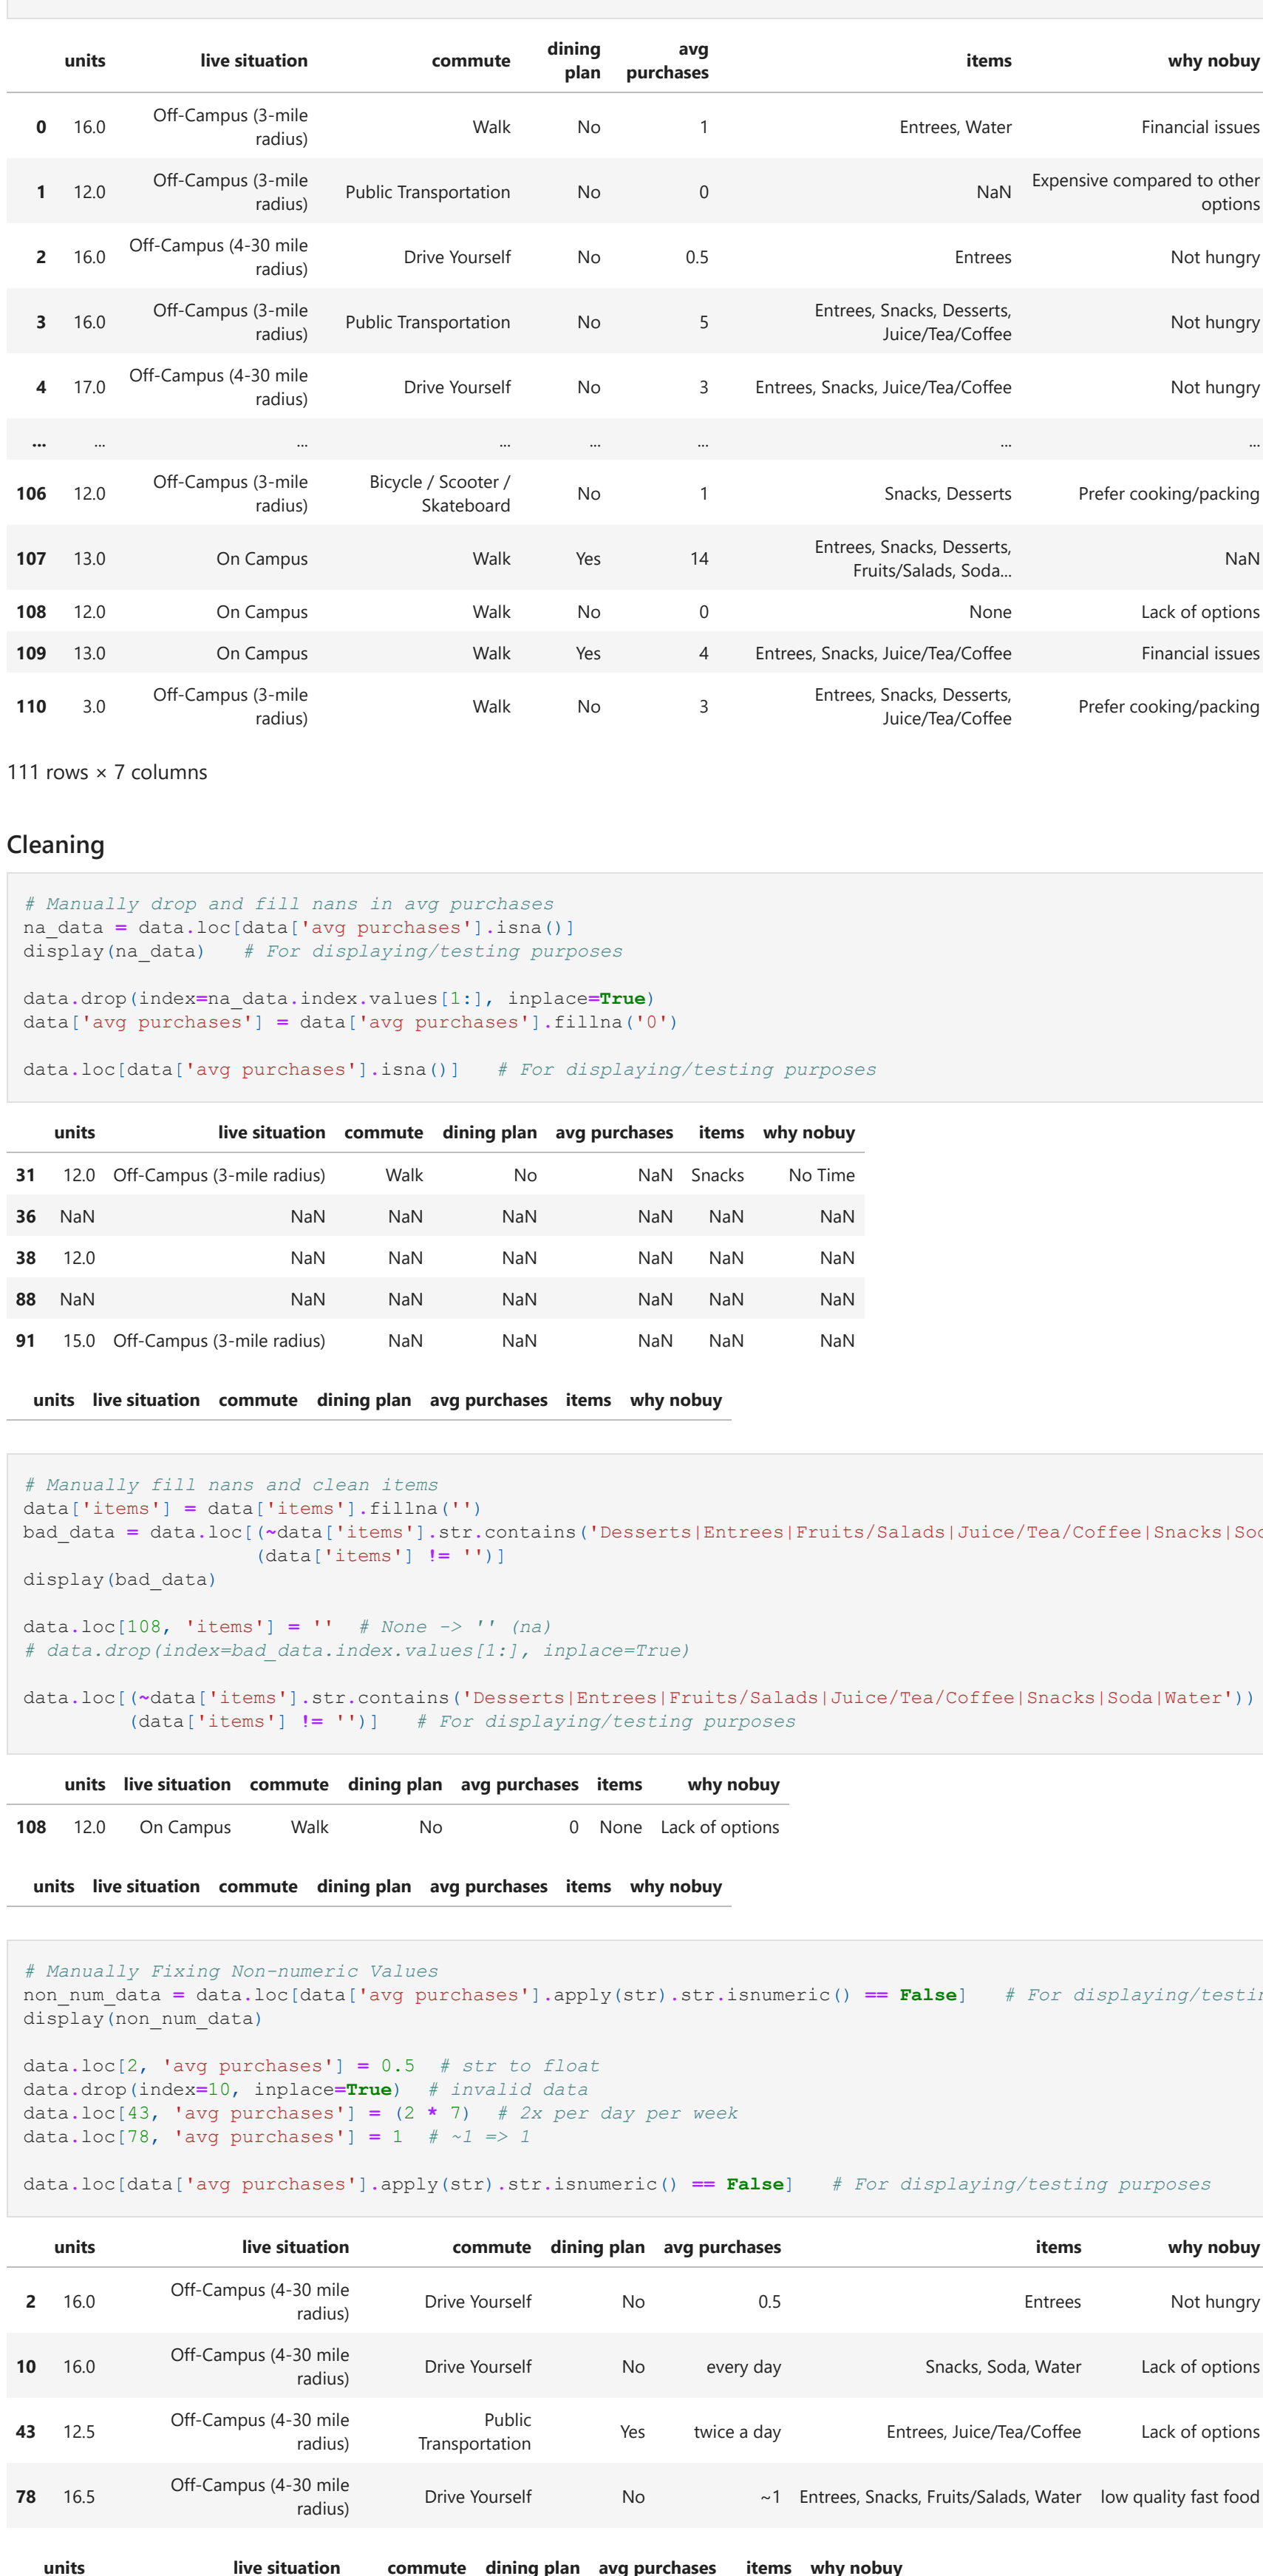 units live situation commute dining plan avg purchases items why nobuy
0 16.0 Off-Campus (3-mile radius) Walk No 1 Entrees, Water Financial issues
1 12.0 Off-Campus (3-mile radius) Public Transportation No 0 NaN Expensive compared to other options
2 16.0 Off-Campus (4-30 mile radius) Drive Yourself No 0.5 Entrees Not hungry
3 16.0 Off-Campus (3-mile radius) Public Transportation No 5 Entrees, Snacks, Desserts, Juice/Tea/Coffee Not hungry
4 17.0 Off-Campus (4-30 mile radius) Drive Yourself No 3 Entrees, Snacks, Juice/Tea/Coffee Not hungry
... ... ... ... ... ... ... ...
106 12.0 Off-Campus (3-mile radius) Bicycle / Scooter / Skateboard No 1 Snacks, Desserts Prefer cooking/packing
107 13.0 On Campus Walk Yes 14 Entrees, Snacks, Desserts, Fruits/Salads, Soda... NaN
108 12.0 On Campus Walk No 0 None Lack of options
109 13.0 On Campus Walk Yes 4 Entrees, Snacks, Juice/Tea/Coffee Financial issues
110 3.0 Off-Campus (3-mile radius) Walk No 3 Entrees, Snacks, Desserts, Juice/Tea/Coffee Prefer cooking/packing
111 rows × 7 columns
Cleaning
# Manually drop and fill nans in avg purchases
na_data = data.loc[data['avg purchases'].isna()]
display(na_data)   # For displaying/testing purposes
data.drop(index=na_data.index.values[1:], inplace=True)
data['avg purchases'] = data['avg purchases'].fillna('0')
data.loc[data['avg purchases'].isna()]   # For displaying/testing purposes
units live situation commute dining plan avg purchases items why nobuy
31 12.0 Off-Campus (3-mile radius) Walk No NaN Snacks No Time
36 NaN NaN NaN NaN NaN NaN NaN
38 12.0 NaN NaN NaN NaN NaN NaN
88 NaN NaN NaN NaN NaN NaN NaN
91 15.0 Off-Campus (3-mile radius) NaN NaN NaN NaN NaN
units live situation commute dining plan avg purchases items why nobuy
# Manually fill nans and clean items
data['items'] = data['items'].fillna('')
bad_data = data.loc[(~data['items'].str.contains('Desserts|Entrees|Fruits/Salads|Juice/Tea/Coffee|Snacks|Sod
(data['items'] != '')]
display(bad_data)
data.loc[108, 'items'] = ''  # None -> '' (na)
# data.drop(index=bad_data.index.values[1:], inplace=True)
data.loc[(~data['items'].str.contains('Desserts|Entrees|Fruits/Salads|Juice/Tea/Coffee|Snacks|Soda|Water'))
(data['items'] != '')]   # For displaying/testing purposes
units live situation commute dining plan avg purchases items why nobuy
108 12.0 On Campus Walk No 0 None Lack of options
units live situation commute dining plan avg purchases items why nobuy
# Manually Fixing Non-numeric Values
non_num_data = data.loc[data['avg purchases'].apply(str).str.isnumeric() == False]   # For displaying/testin
display(non_num_data)
data.loc[2, 'avg purchases'] = 0.5  # str to float
data.drop(index=10, inplace=True)  # invalid data
data.loc[43, 'avg purchases'] = (2 * 7)  # 2x per day per week
data.loc[78, 'avg purchases'] = 1  # ~1 => 1
data.loc[data['avg purchases'].apply(str).str.isnumeric() == False]   # For displaying/testing purposes
units live situation commute dining plan avg purchases items why nobuy
2 16.0 Off-Campus (4-30 mile radius) Drive Yourself No 0.5 Entrees Not hungry
10 16.0 Off-Campus (4-30 mile radius) Drive Yourself No every day Snacks, Soda, Water Lack of options
43 12.5 Off-Campus (4-30 mile radius) Public Transportation Yes twice a day Entrees, Juice/Tea/Coffee Lack of options
78 16.5 Off-Campus (4-30 mile radius) Drive Yourself No ~1 Entrees, Snacks, Fruits/Salads, Water low quality fast food
units live situation commute dining plan avg purchases items why nobuy